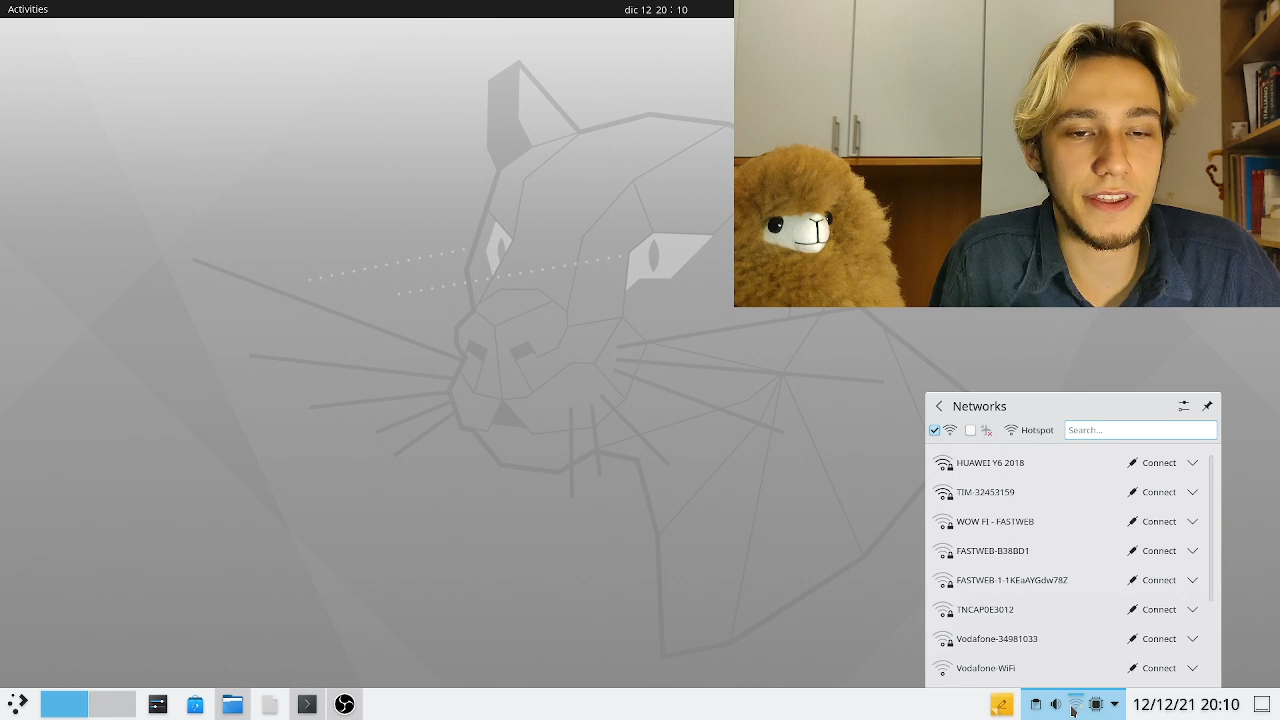 Activities
dic 12 20:10
Networks
Hotspot
Search...
HUAWEI Y6 2018 Connect
TIM-32453159 Connect
WOW FI - FASTWEB Connect
FASTWEB-B38BD1 Connect
FASTWEB-1-1KEaAYGdw78Z Connect
TNCAP0E3012 Connect
Vodafone-34981033 Connect
Vodafone-WiFi Connect
12/12/21 20:10